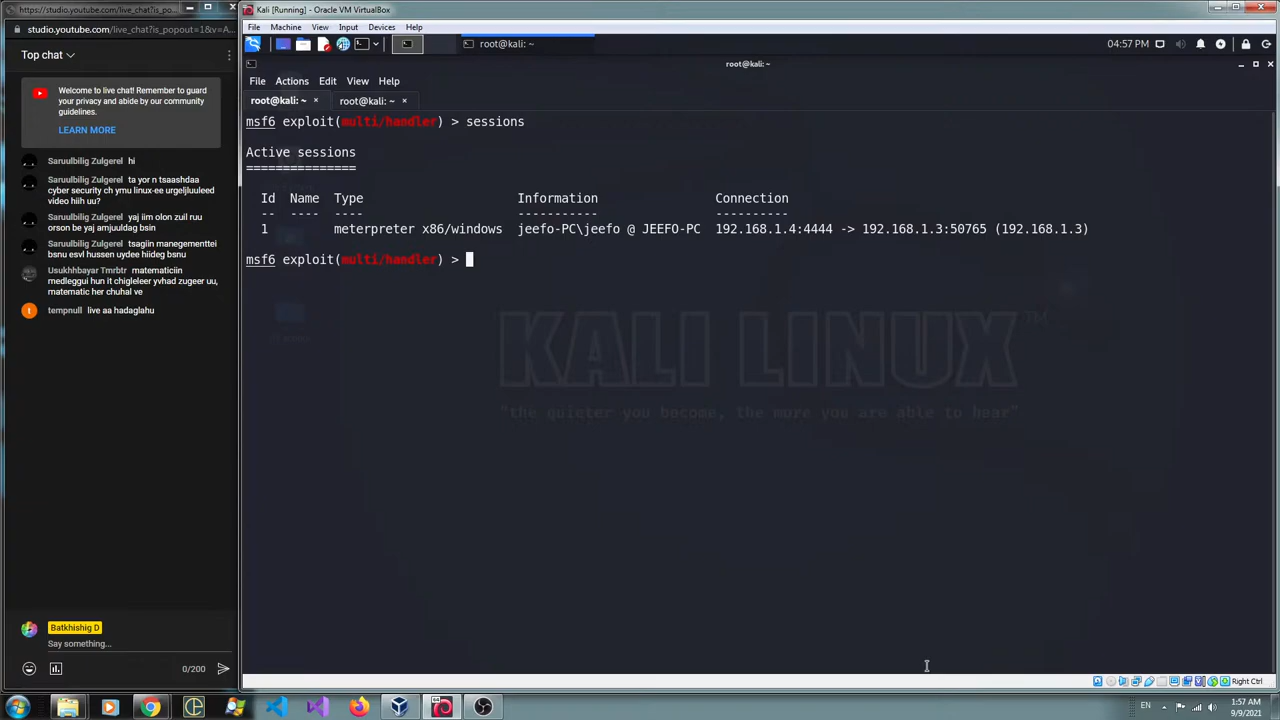 https://studio.youtube.com/live_chat?is_po...
studio.youtube.com/live_chat?is_popout=1&v=A...
Top chat
Welcome to live chat! Remember to guard
your privacy and abide by our community
guidelines.
LEARN MORE
Saruulbilig Zulgerel hi
Saruulbilig Zulgerel ta yor n tsaashdaa
cyber security ch ymu linux-ee urgeljluuleed
video hiih uu?
Saruulbilig Zulgerel yaj iim olon zuil ruu
orson be yaj amjuuldag bsin
Saruulbilig Zulgerel tsagiin manegementtei
bsnu esvl hussen uydee hiideg bsnu
Usukhhbayar Tmrbtr matematiciin
medleggui hun it chigleleer yvhad zugeer uu,
matematic her chuhal ve
tempnull live aa hadaglahu
Batkhishig D
Say something...
0/200
Kali [Running] - Oracle VM VirtualBox
File Machine View Input Devices Help
root@kali: ~
04:57 PM
root@kali:~
File Actions Edit View Help
root@kali: ~ × root@kali: ~ ×
msf6 exploit(multi/handler) > sessions
Active sessions
===============
Id Name Type Information Connection
-- ---- ---- ----------- ----------
1 meterpreter x86/windows jeefo-PC\jeefo @ JEEFO-PC 192.168.1.4:4444 -> 192.168.1.3:50765 (192.168.1.3)
msf6 exploit(multi/handler) >
KALI LINUX™
"the quieter you become, the more you are able to hear"
Right Ctrl
EN
1:57 AM
9/9/2021